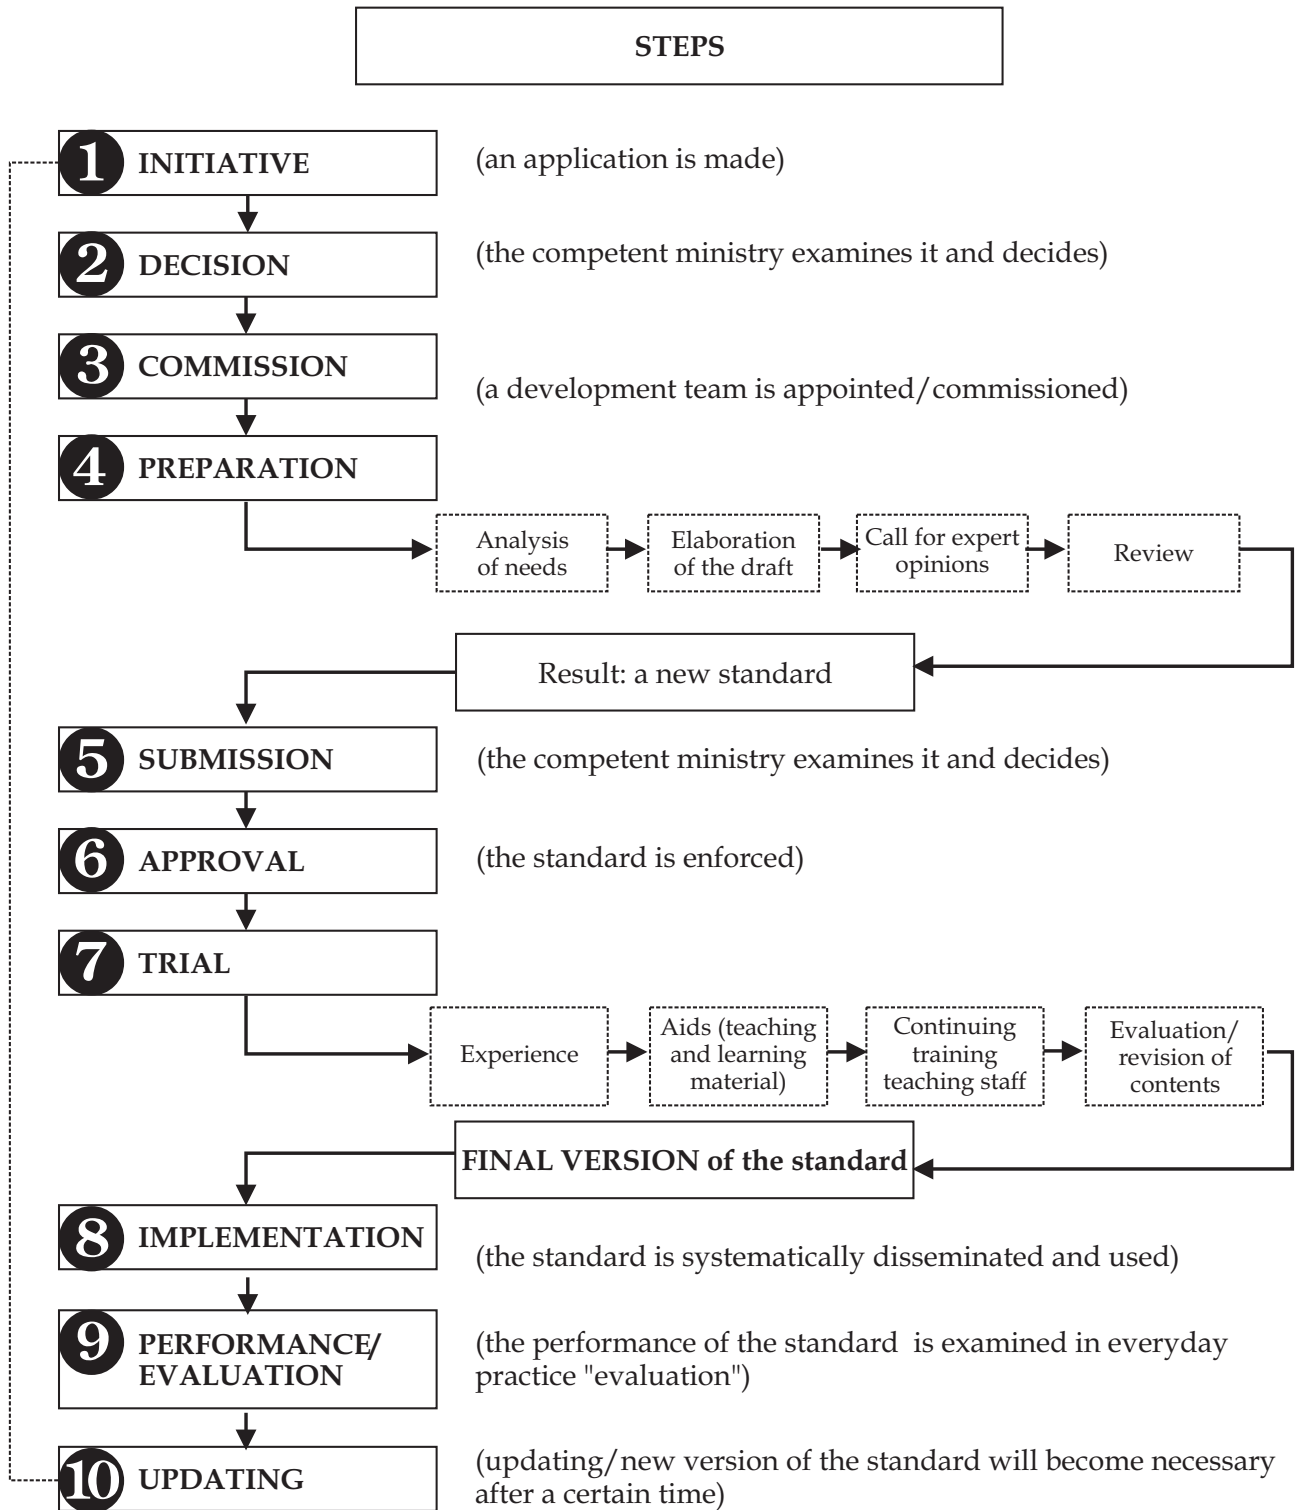 STEPS
1 INITIATIVE
(an application is made)
2 DECISION
(the competent ministry examines it and decides)
3 COMMISSION
(a development team is appointed/commissioned)
4 PREPARATION
Analysis
of needs
Elaboration
of the draft
Call for expert
opinions
Review
Result: a new standard
5 SUBMISSION
(the competent ministry examines it and decides)
6 APPROVAL
(the standard is enforced)
7 TRIAL
Experience
Aids (teaching
and learning
material)
Continuing
training
teaching staff
Evaluation/
revision of
contents
FINAL VERSION of the standard
8 IMPLEMENTATION
(the standard is systematically disseminated and used)
9 PERFORMANCE/
EVALUATION
(the performance of the standard is examined in everyday
practice "evaluation")
10 UPDATING
(updating/new version of the standard will become necessary
after a certain time)